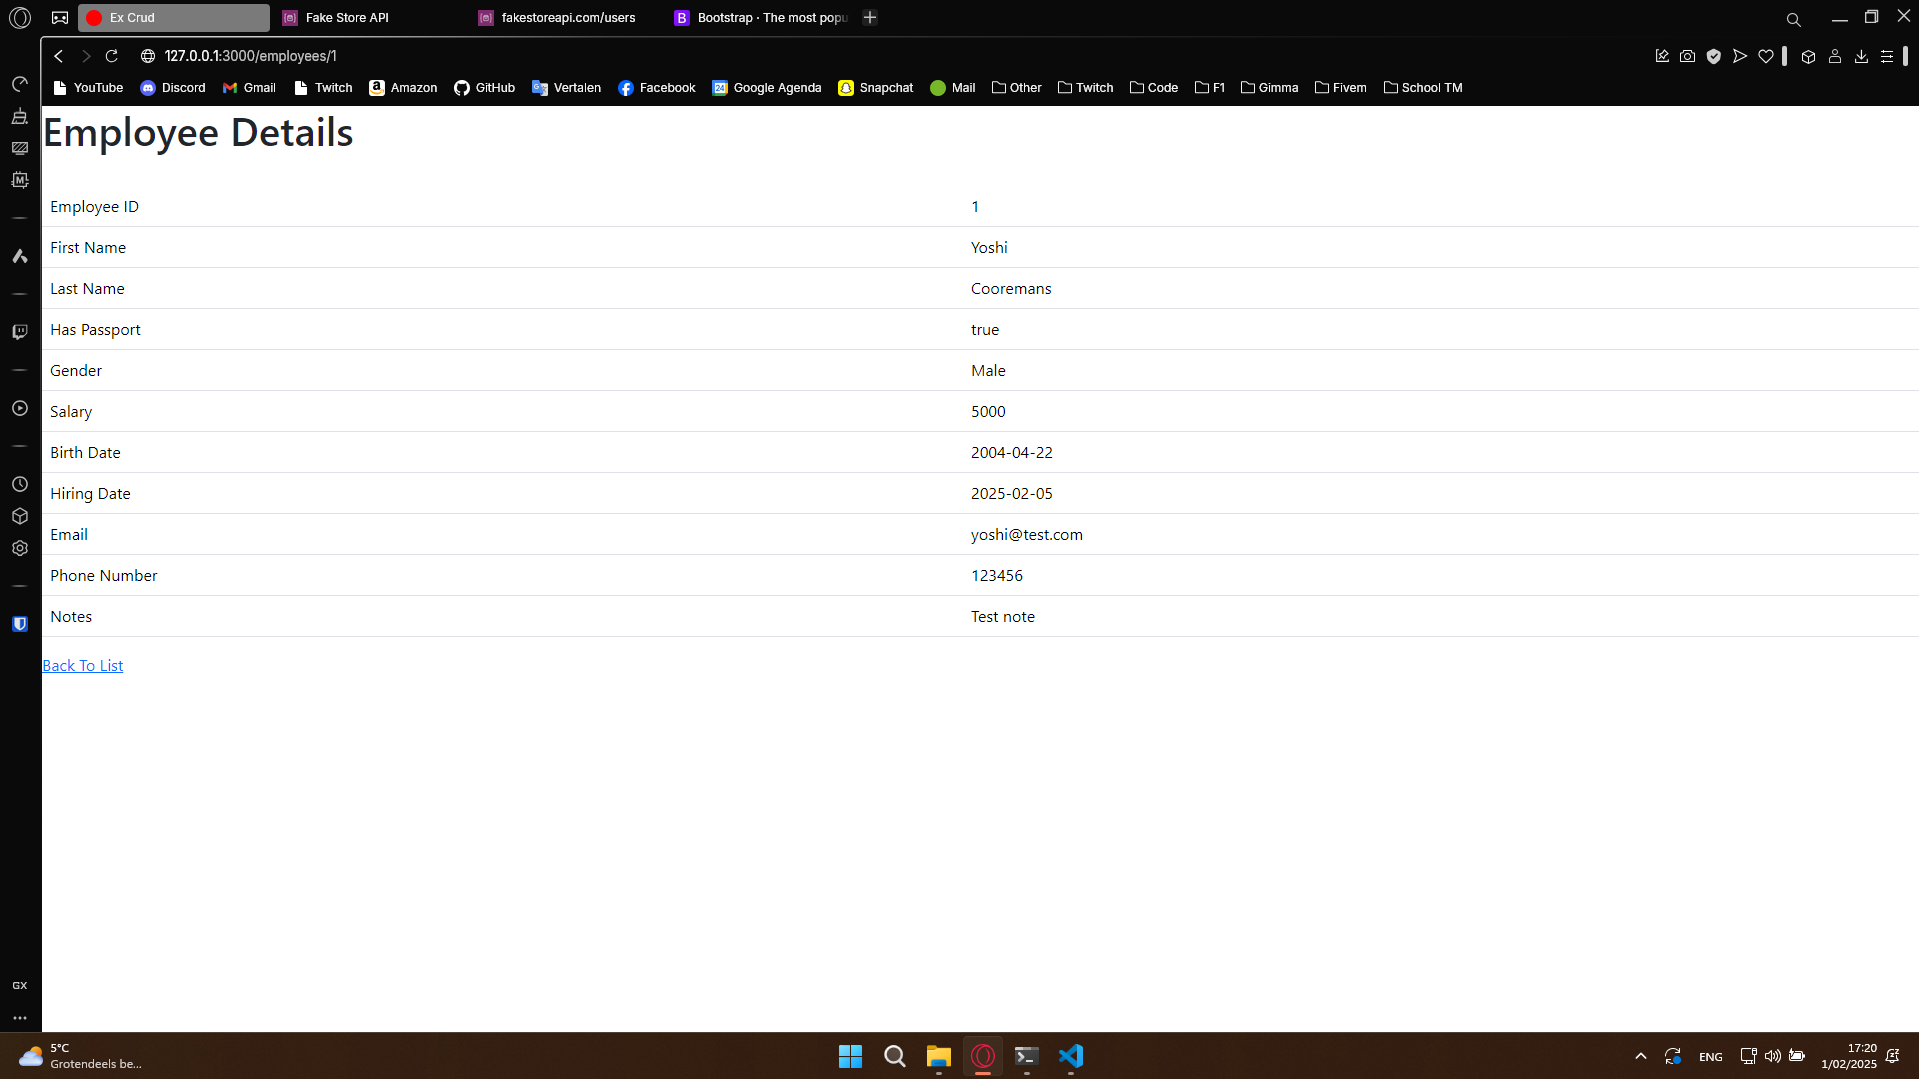 Ex Crud
Fake Store API
fakestoreapi.com/users
B Bootstrap · The most popu
127.0.0.1:3000/employees/1
YouTube Discord Gmail Twitch Amazon GitHub Vertalen Facebook 24 Google Agenda Snapchat Mail Other Twitch Code F1 Gimma Fivem School TM
Employee Details
Employee ID 1
First Name Yoshi
Last Name Cooremans
Has Passport true
Gender Male
Salary 5000
Birth Date 2004-04-22
Hiring Date 2025-02-05
Email yoshi@test.com
Phone Number 123456
Notes Test note
Back To List
M
GX
5°C
Grotendeels be...
ENG
17:20
1/02/2025